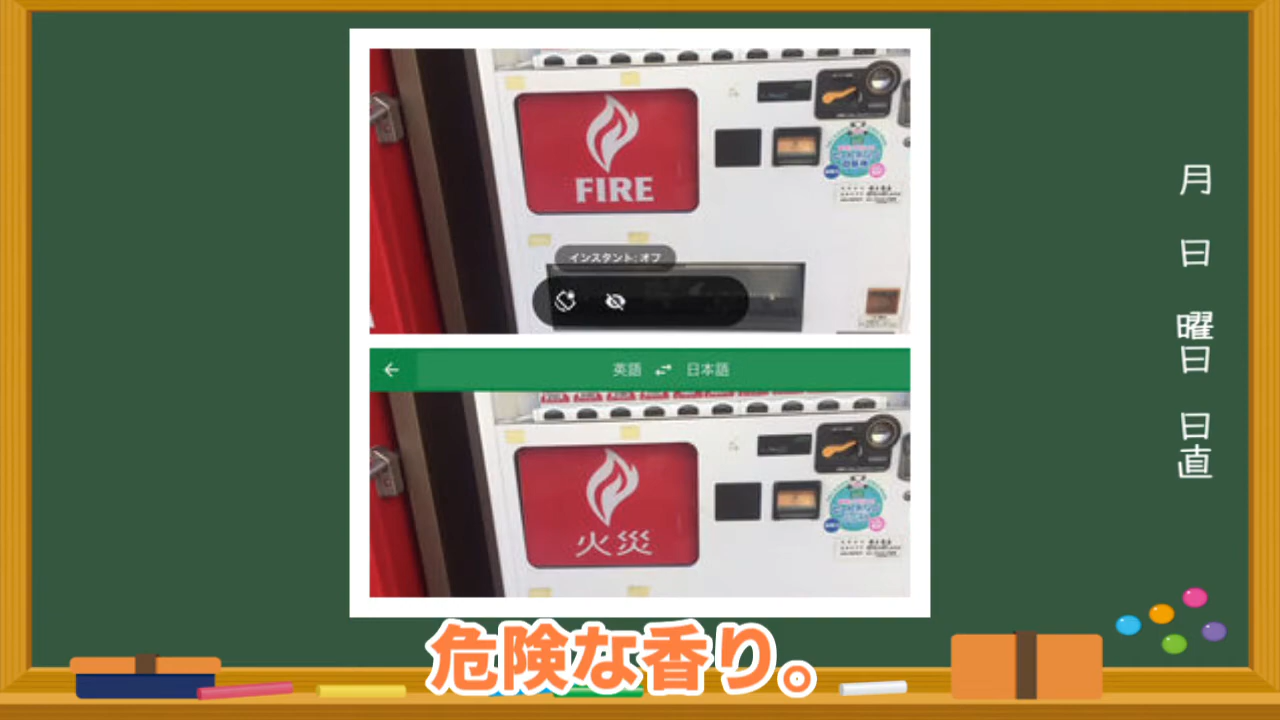 FIRE
インスタント: オフ
英語
日本語
火災
危険な香り。
月
日
曜日
日直